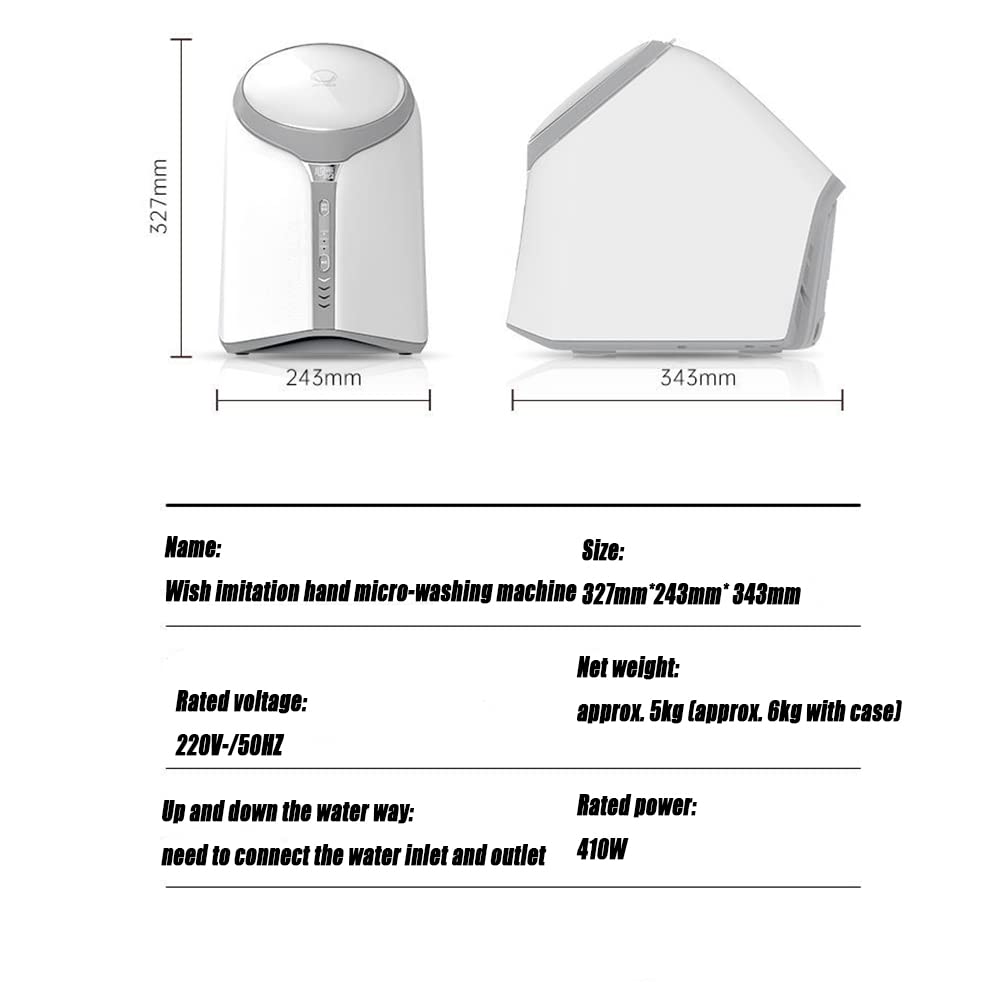 327mm
243mm
343mm
Name:
Wish imitation hand micro-washing machine
Size:
327mm*243mm* 343mm
Rated voltage:
220V-/50HZ
Net weight:
approx. 5kg (approx. 6kg with case)
Up and down the water way:
need to connect the water inlet and outlet
Rated power:
410W